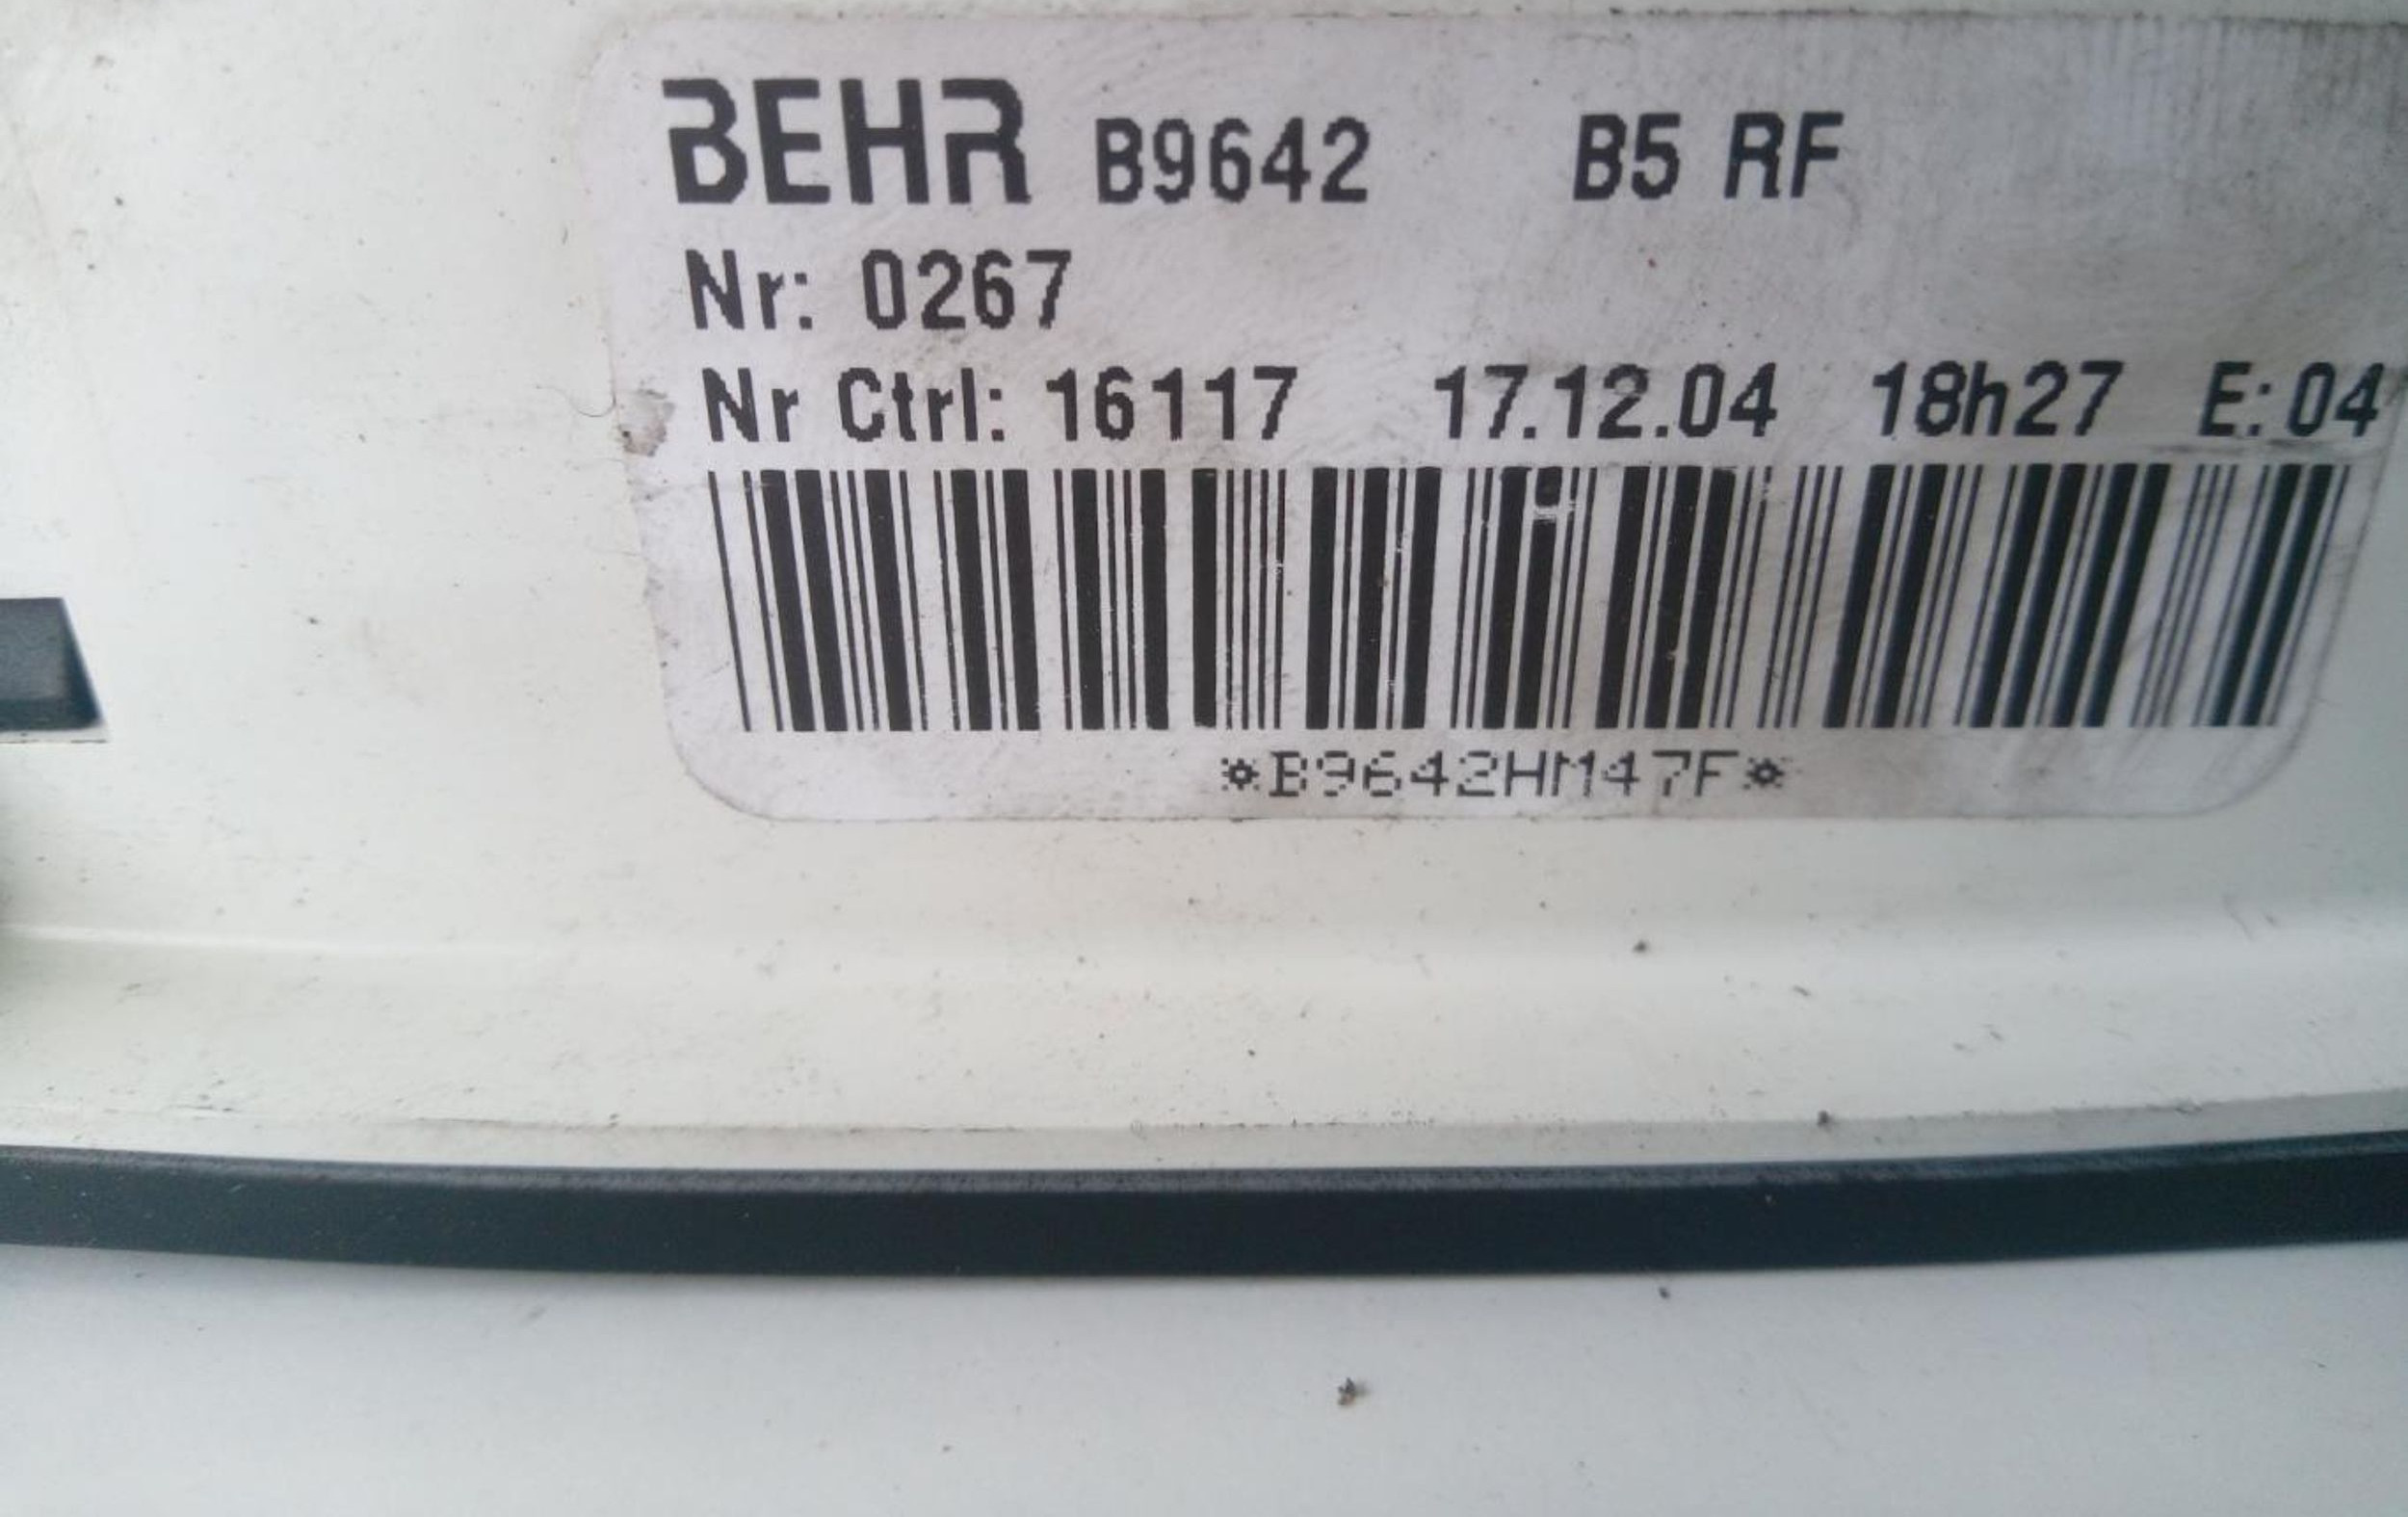 BEHR B9642 B5 RF
Nr: 0267
Nr Ctrl: 16117 17.12.04 18h27 E:04
*B9642HM47F*